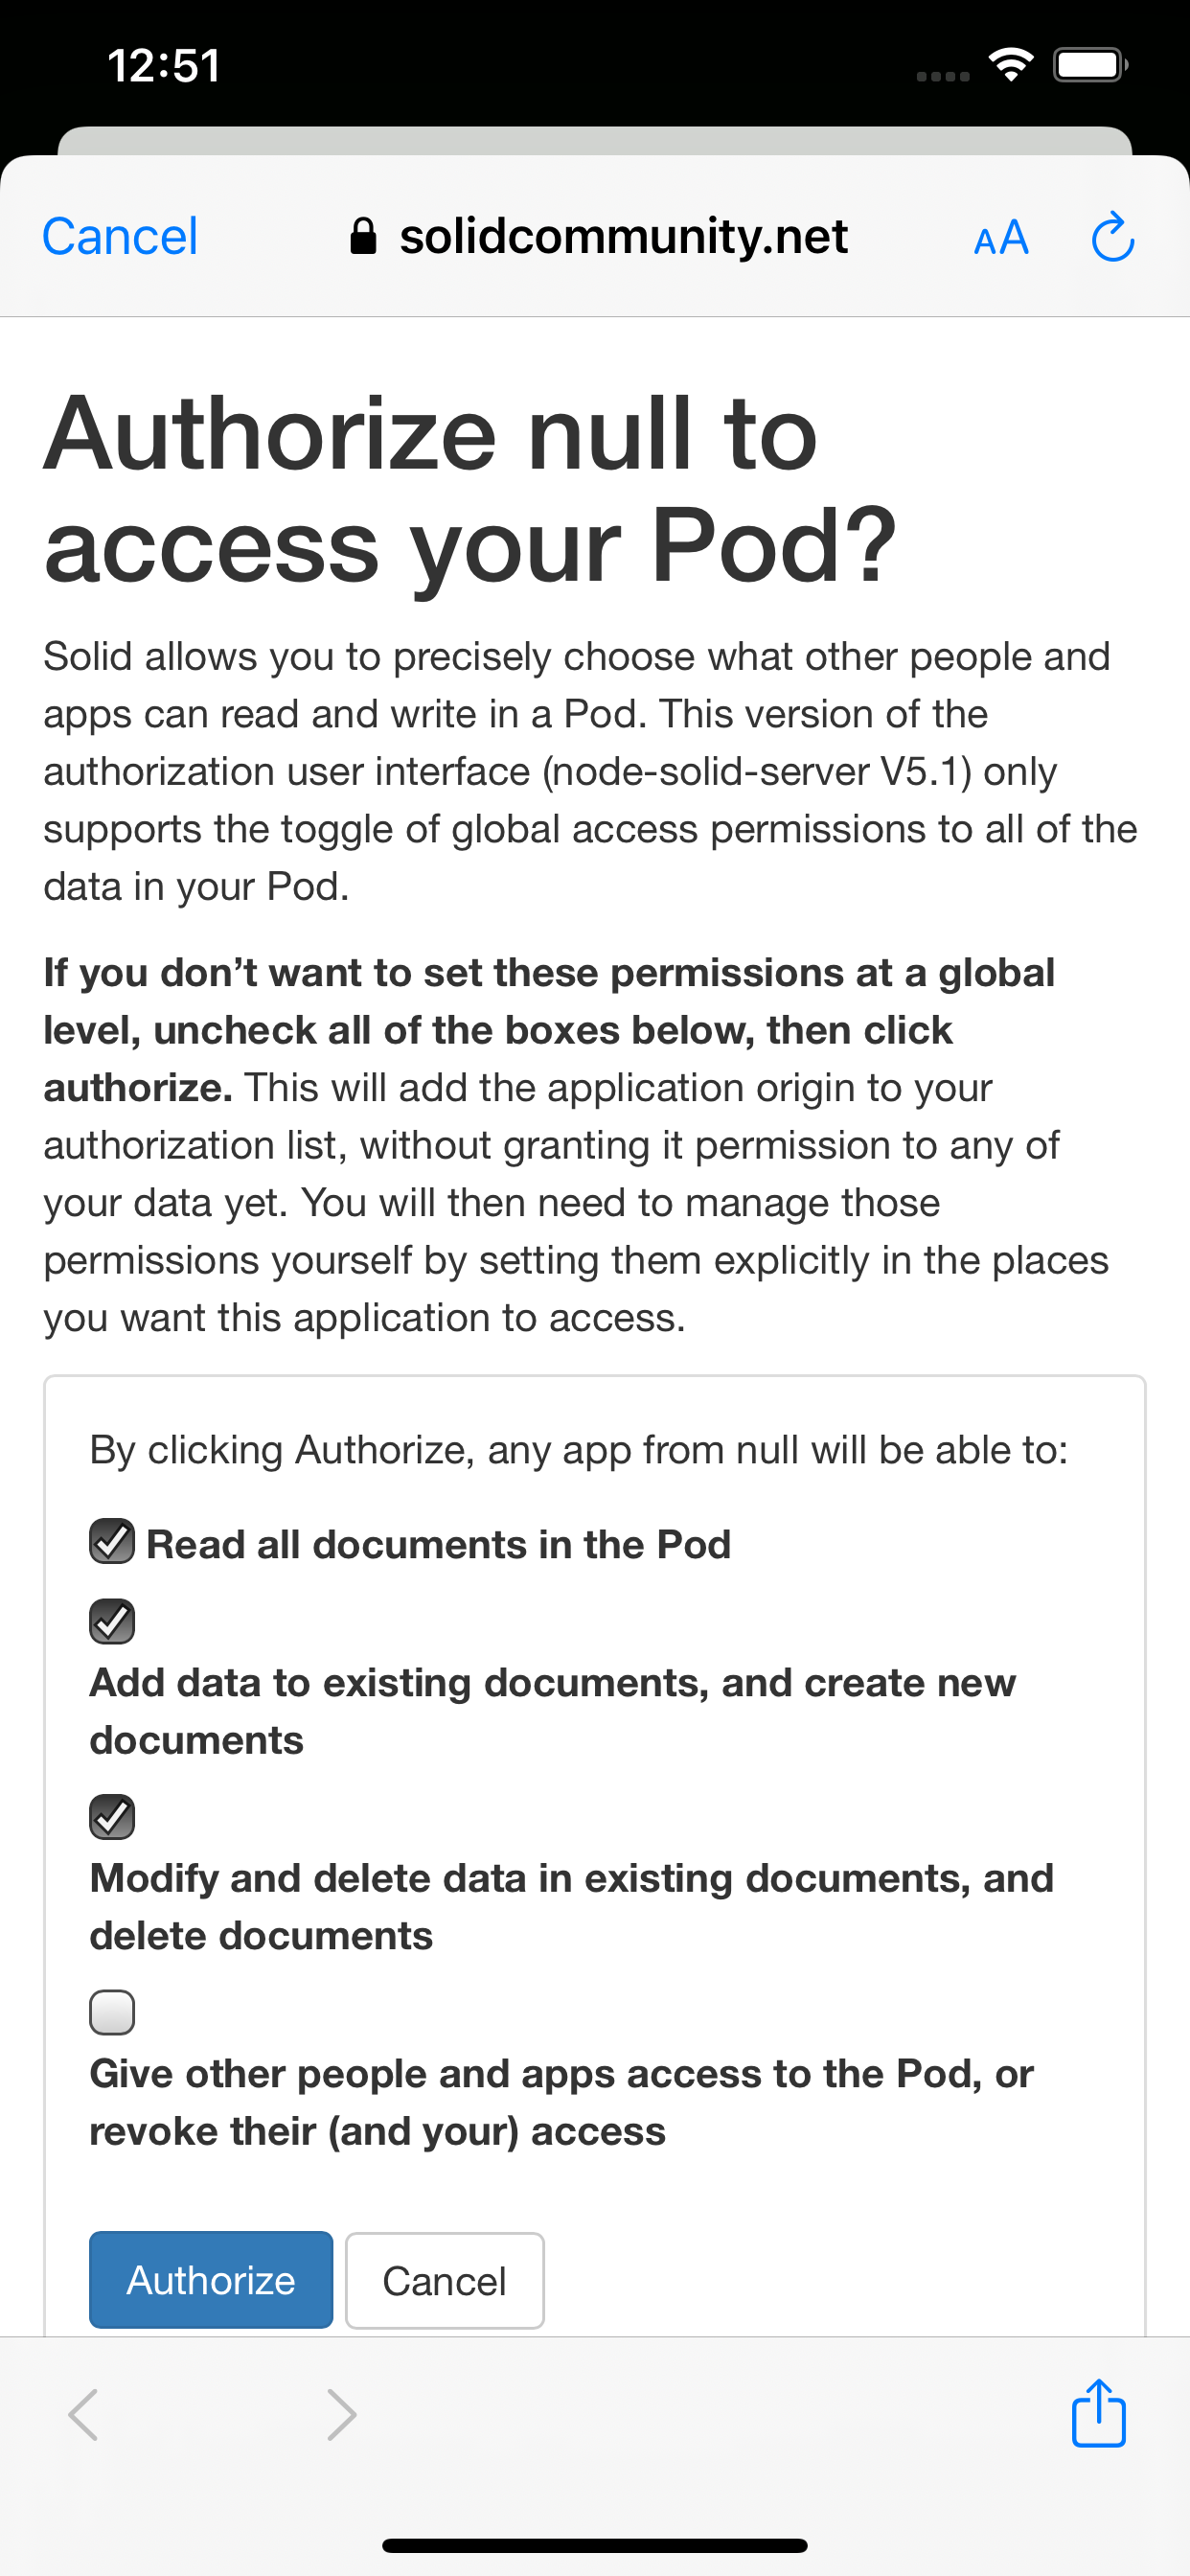 12:51
Cancel
solidcommunity.net
AA
Authorize null to
access your Pod?
Solid allows you to precisely choose what other people and
apps can read and write in a Pod. This version of the
authorization user interface (node-solid-server V5.1) only
supports the toggle of global access permissions to all of the
data in your Pod.
If you don’t want to set these permissions at a global
level, uncheck all of the boxes below, then click
authorize. This will add the application origin to your
authorization list, without granting it permission to any of
your data yet. You will then need to manage those
permissions yourself by setting them explicitly in the places
you want this application to access.
By clicking Authorize, any app from null will be able to:
Read all documents in the Pod
Add data to existing documents, and create new
documents
Modify and delete data in existing documents, and
delete documents
Give other people and apps access to the Pod, or
revoke their (and your) access
Authorize
Cancel